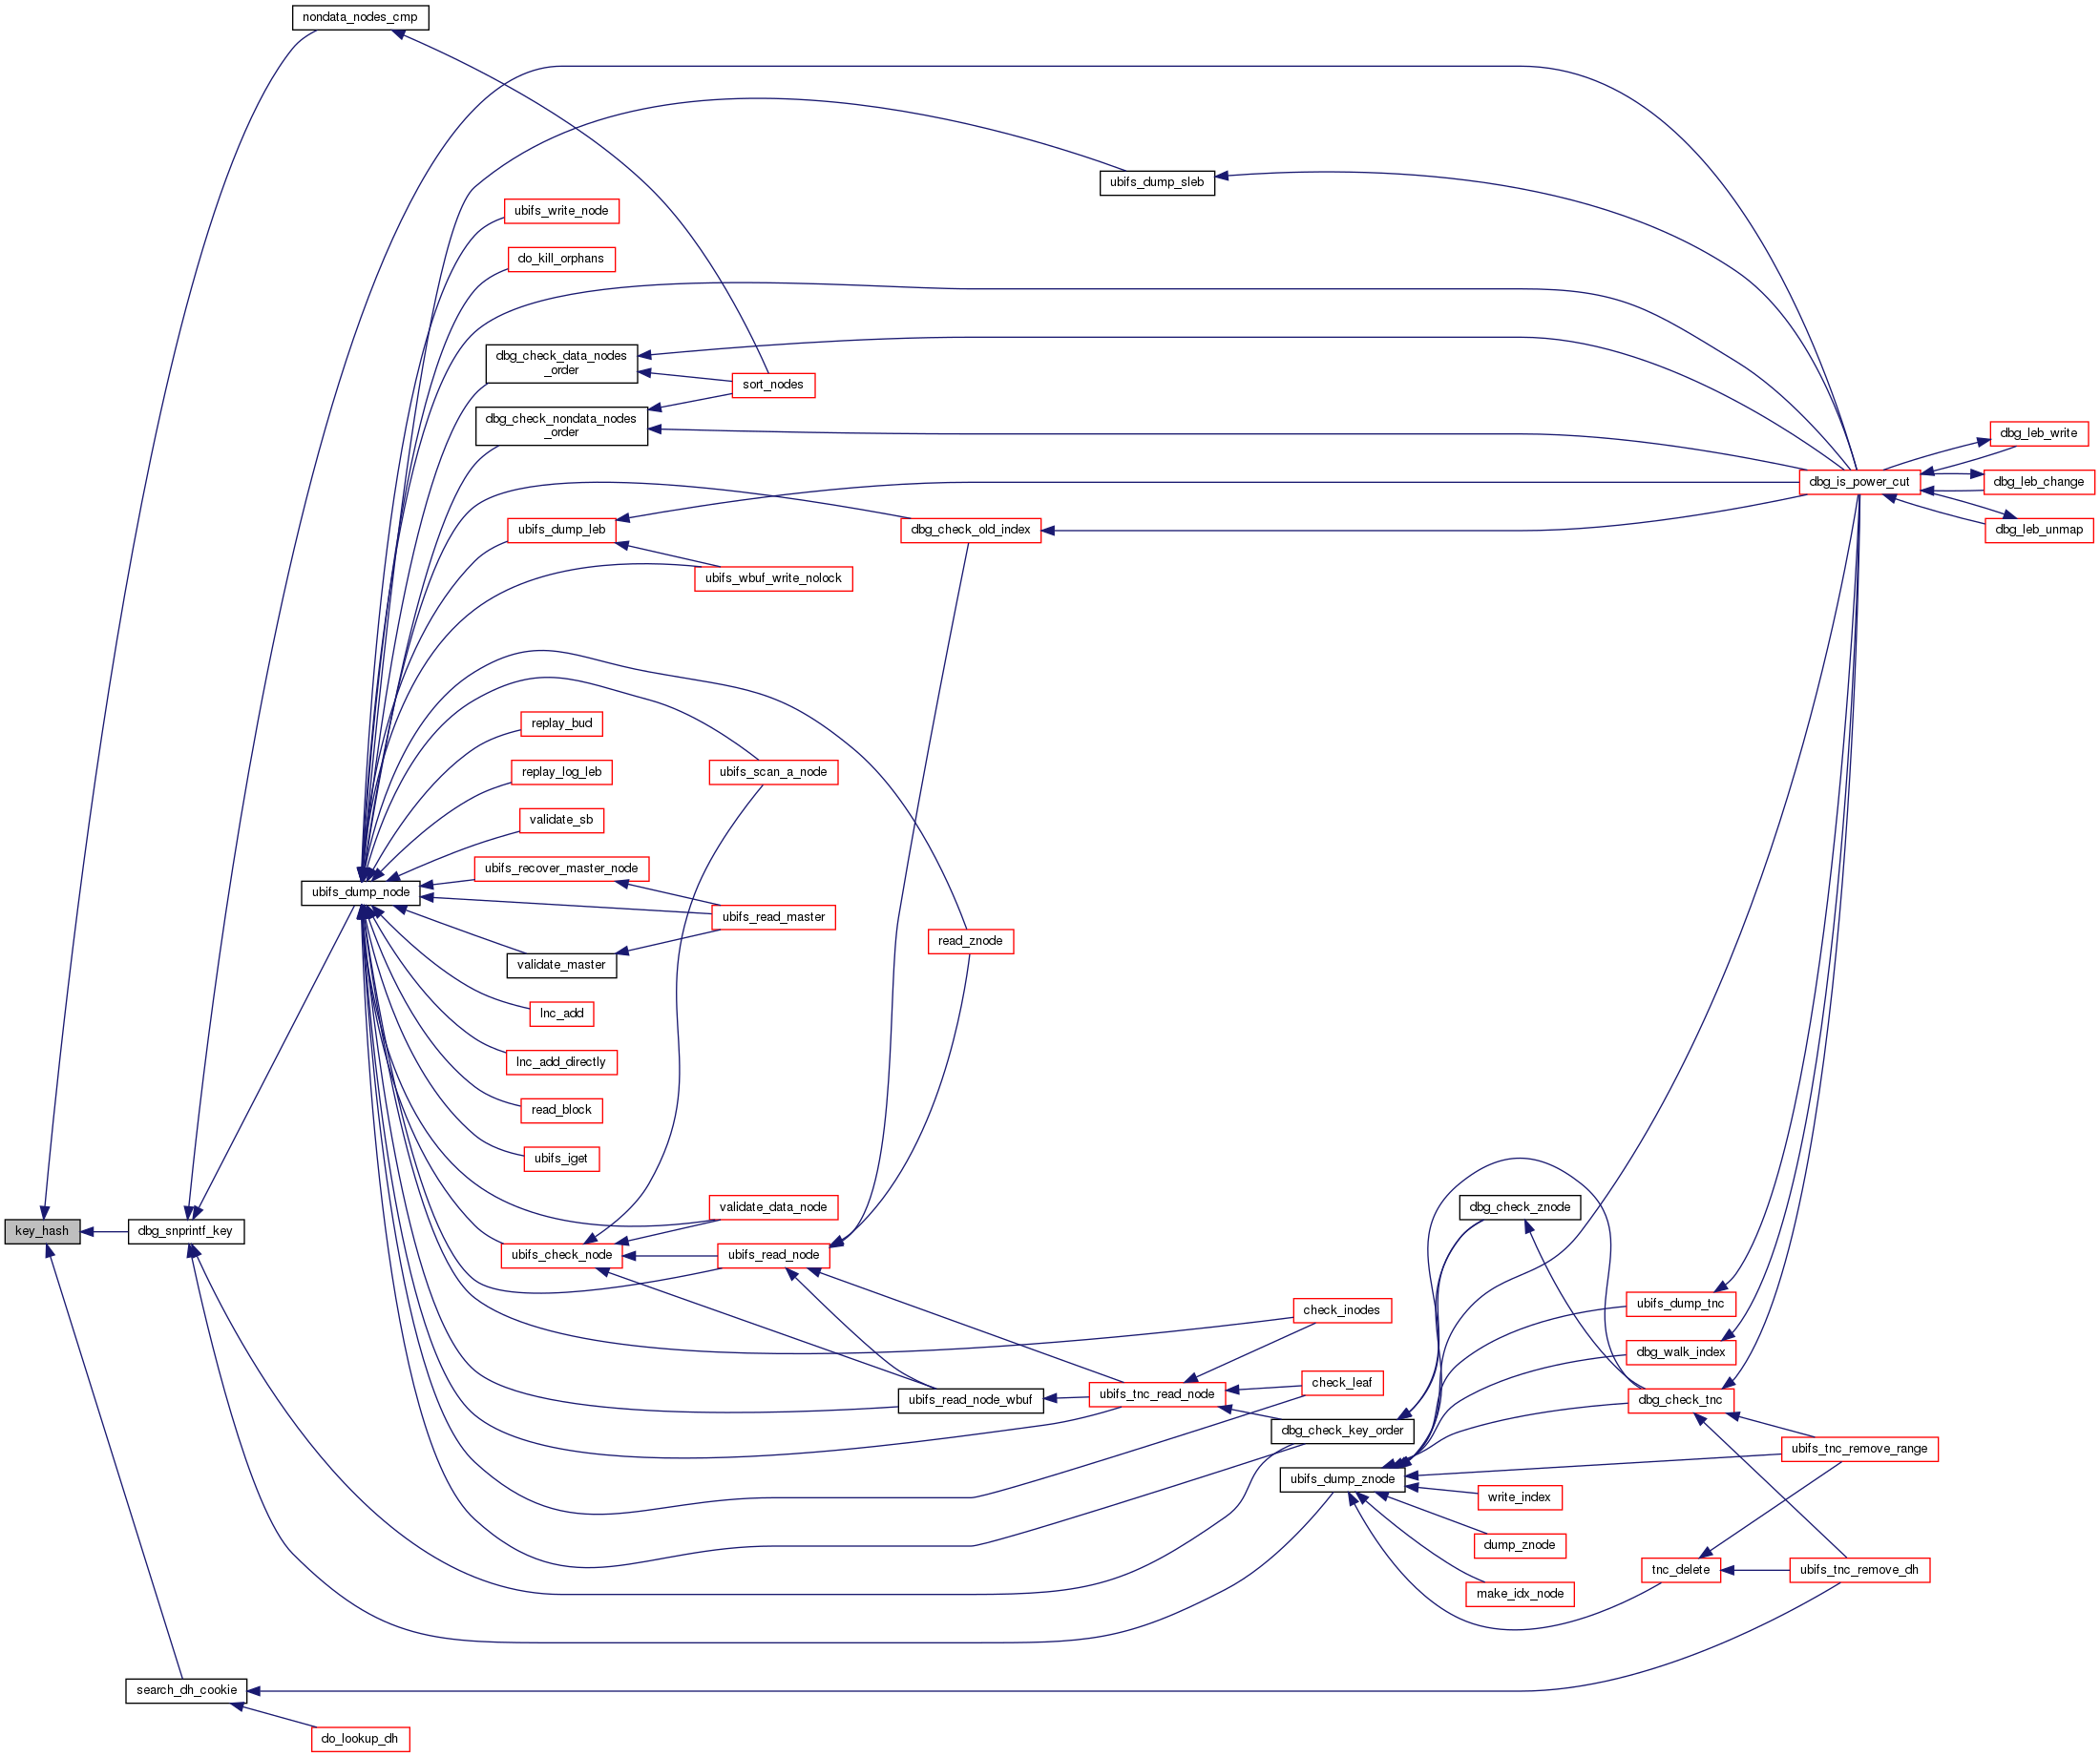 nondata_nodes_cmp
ubifs_dump_sleb
ubifs_write_node
do_kill_orphans
dbg_check_data_nodes
_order
sort_nodes
dbg_check_nondata_nodes
_order
dbg_leb_write
dbg_is_power_cut
dbg_leb_change
ubifs_dump_leb
dbg_check_old_index
dbg_leb_unmap
ubifs_wbuf_write_nolock
replay_bud
replay_log_leb
ubifs_scan_a_node
validate_sb
ubifs_recover_master_node
ubifs_dump_node
ubifs_read_master
read_znode
validate_master
lnc_add
lnc_add_directly
read_block
ubifs_iget
validate_data_node
dbg_check_znode
key_hash
dbg_snprintf_key
ubifs_check_node
ubifs_read_node
ubifs_dump_tnc
check_inodes
dbg_walk_index
check_leaf
ubifs_tnc_read_node
ubifs_read_node_wbuf
dbg_check_tnc
dbg_check_key_order
ubifs_tnc_remove_range
ubifs_dump_znode
write_index
dump_znode
tnc_delete
ubifs_tnc_remove_dh
make_idx_node
search_dh_cookie
do_lookup_dh